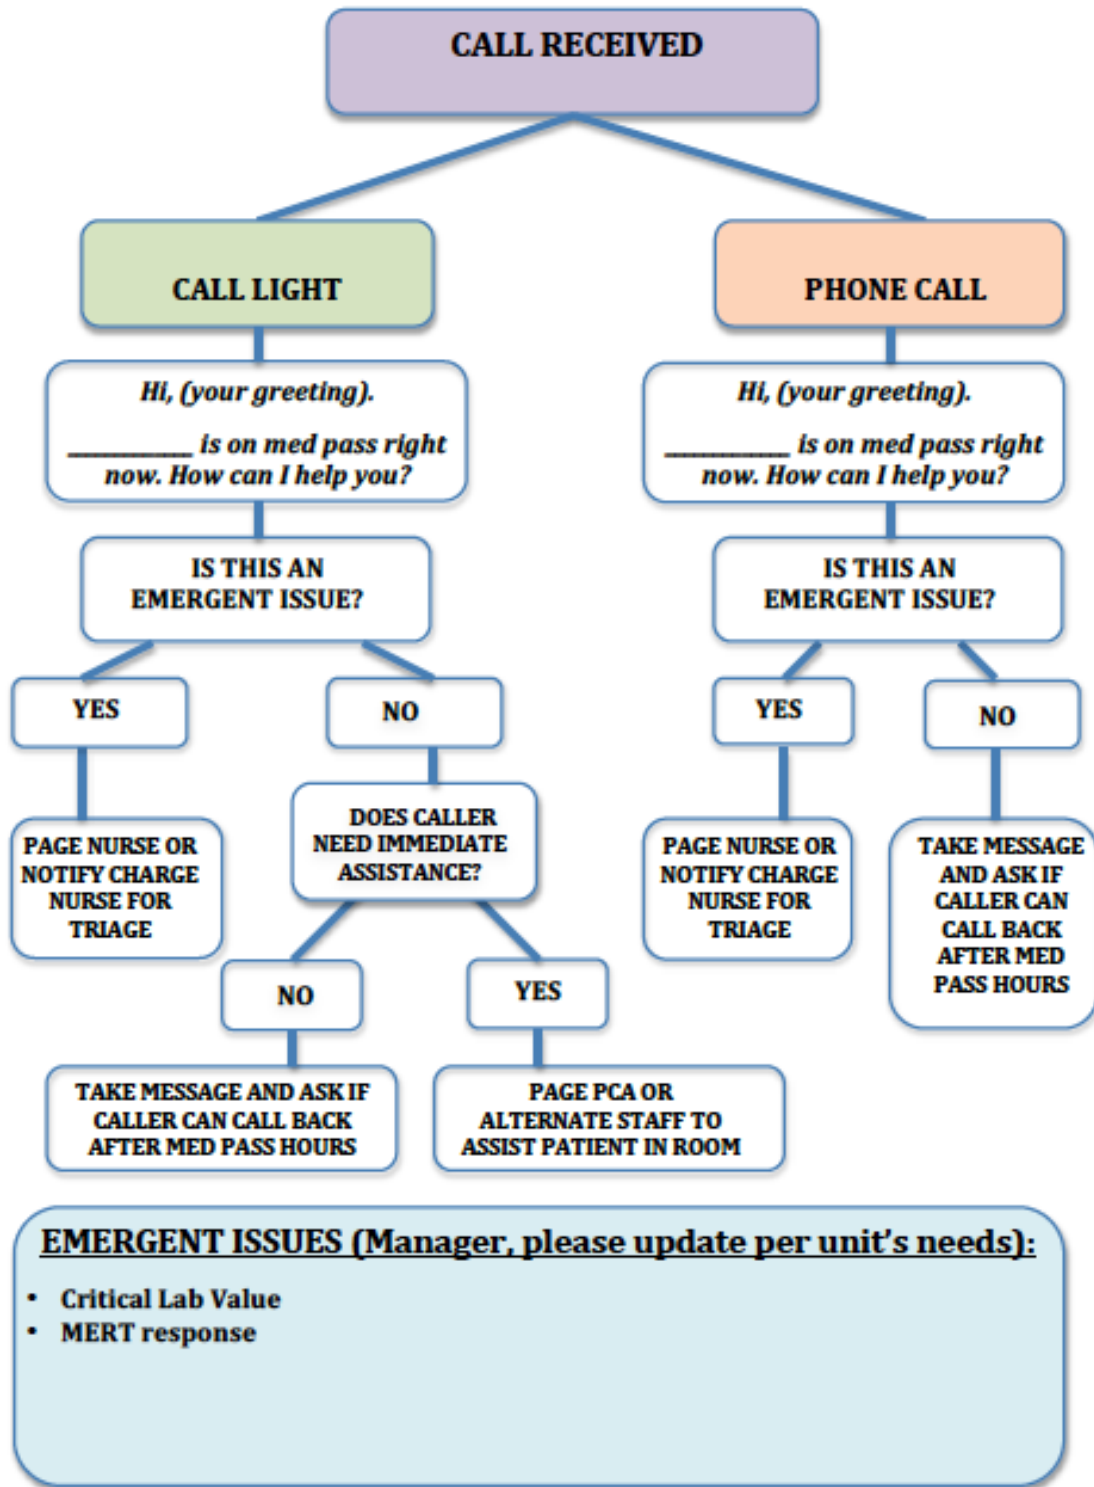 CALL RECEIVED
CALL LIGHT
PHONE CALL
Hi, (your greeting).
__________ is on med pass right
now. How can I help you?
Hi, (your greeting).
__________ is on med pass right
now. How can I help you?
IS THIS AN
EMERGENT ISSUE?
IS THIS AN
EMERGENT ISSUE?
YES
NO
YES
NO
PAGE NURSE OR
NOTIFY CHARGE
NURSE FOR
TRIAGE
DOES CALLER
NEED IMMEDIATE
ASSISTANCE?
PAGE NURSE OR
NOTIFY CHARGE
NURSE FOR
TRIAGE
TAKE MESSAGE
AND ASK IF
CALLER CAN
CALL BACK
AFTER MED
PASS HOURS
NO
YES
TAKE MESSAGE AND ASK IF
CALLER CAN CALL BACK
AFTER MED PASS HOURS
PAGE PCA OR
ALTERNATE STAFF TO
ASSIST PATIENT IN ROOM
EMERGENT ISSUES (Manager, please update per unit's needs):
• Critical Lab Value
• MERT response